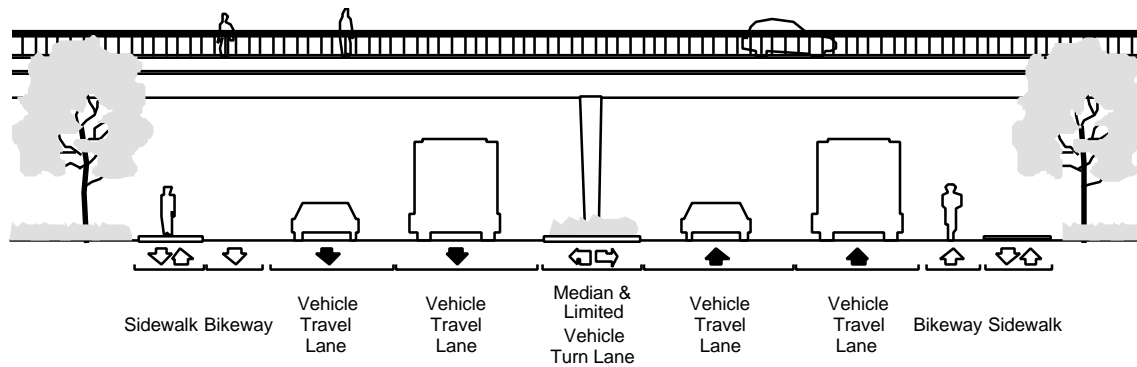 Sidewalk
Bikeway
Vehicle
Travel
Lane
Vehicle
Travel
Lane
Median &
Limited
Vehicle
Turn Lane
Vehicle
Travel
Lane
Vehicle
Travel
Lane
Bikeway
Sidewalk